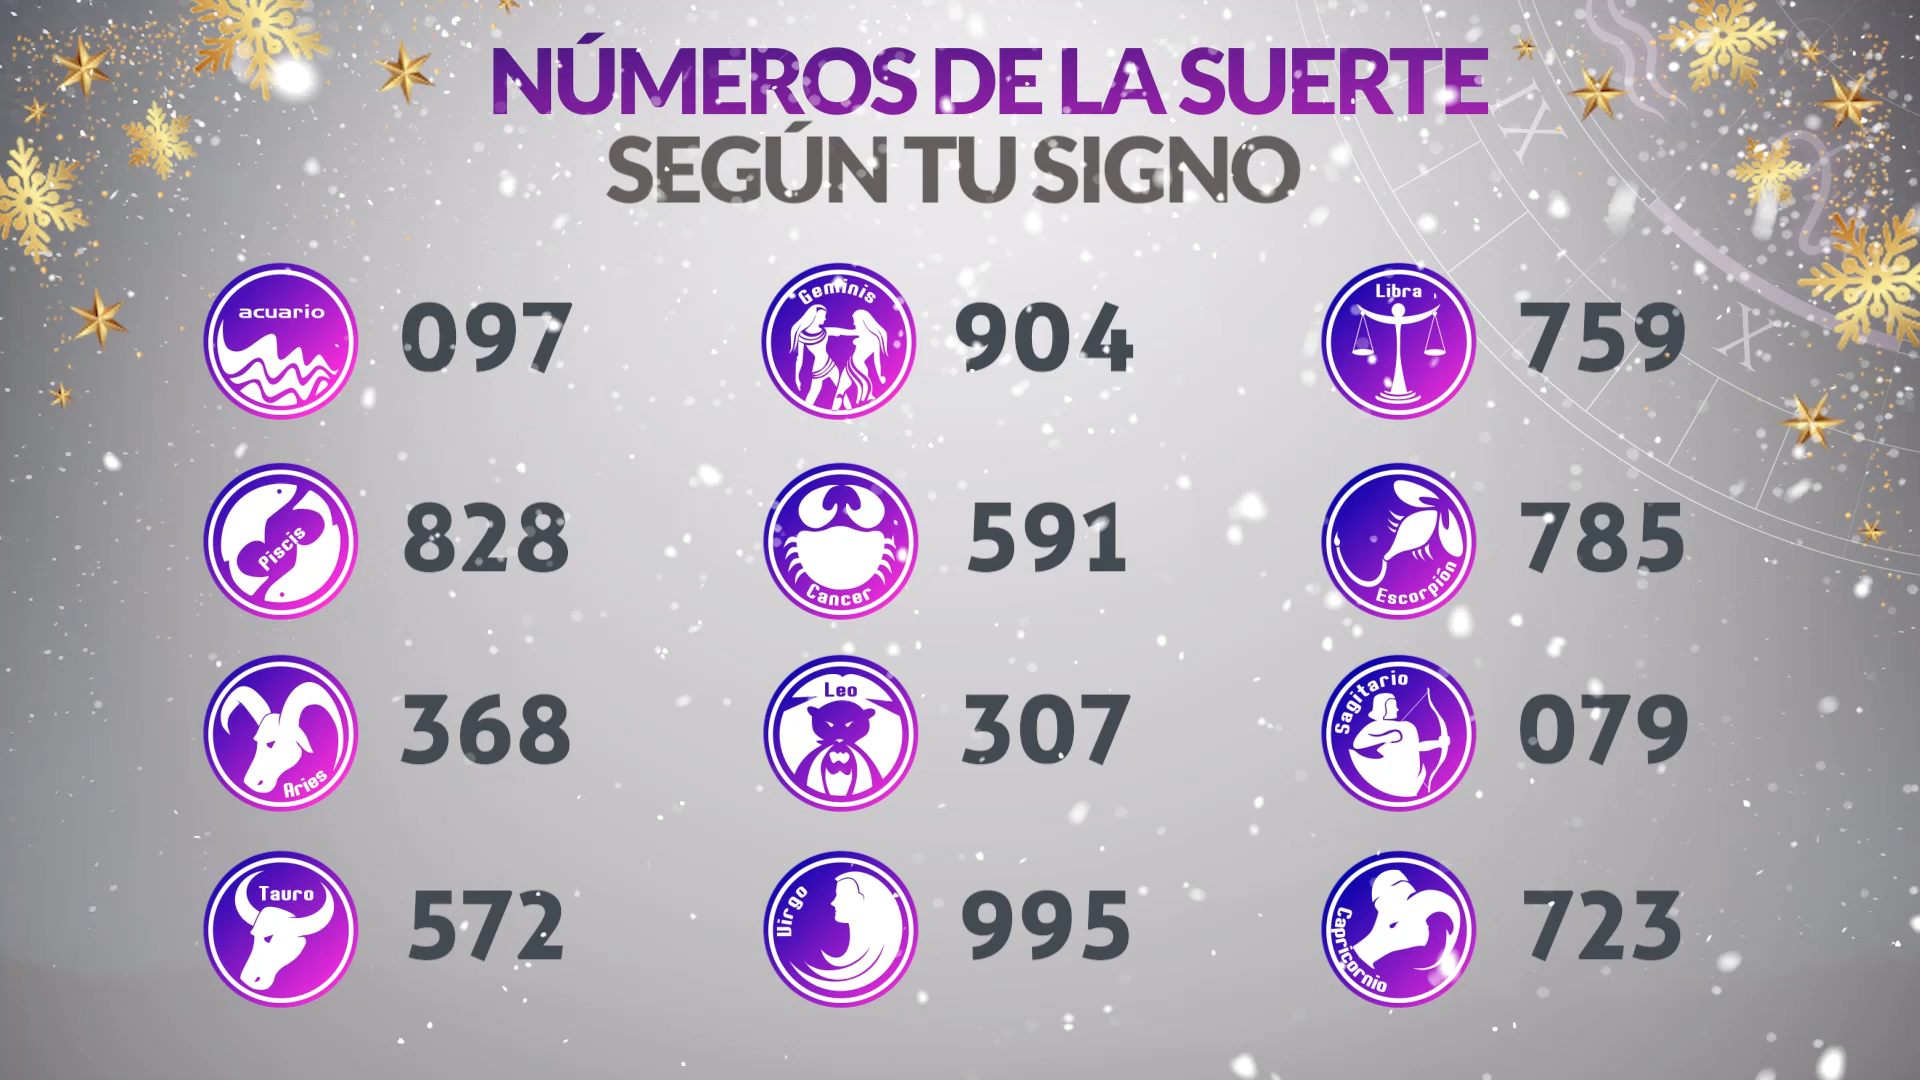 NÚMEROS DE LA SUERTE
SEGÚN TU SIGNO
acuario 097
Geminis 904
Libra 759
Piscis 828
Cancer 591
Escorpión 785
Aries 368
Leo 307
Sagitario 079
Tauro 572
Virgo 995
Capricornio 723
IX
X